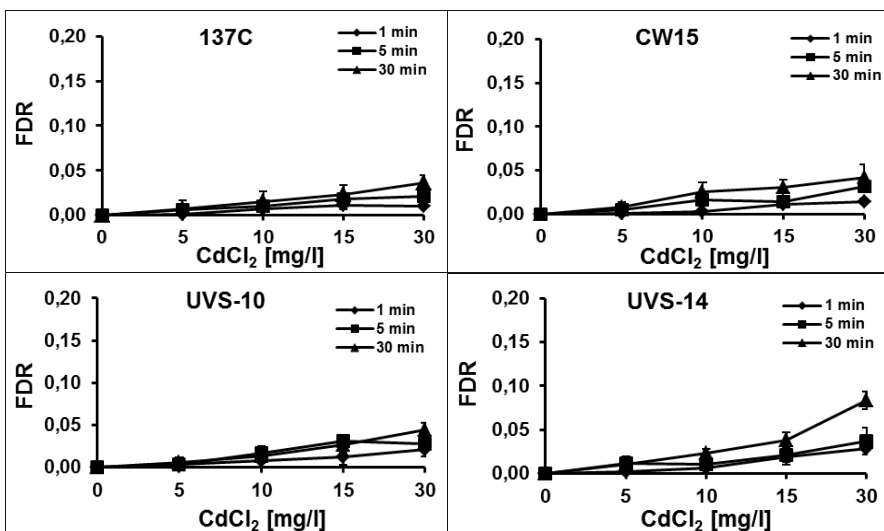 137C
1 min
5 min
30 min
0,20
0,15
0,10
0,05
0,00
FDR
0
5
10
15
30
CdCl₂ [mg/l]
CW15
1 min
5 min
30 min
0,20
0,15
0,10
0,05
0,00
FDR
0
5
10
15
30
CdCl₂ [mg/l]
UVS-10
1 min
5 min
30 min
0,20
0,15
0,10
0,05
0,00
FDR
0
5
10
15
30
CdCl₂ [mg/l]
UVS-14
1 min
5 min
30 min
0,20
0,15
0,10
0,05
0,00
FDR
0
5
10
15
30
CdCl₂ [mg/l]